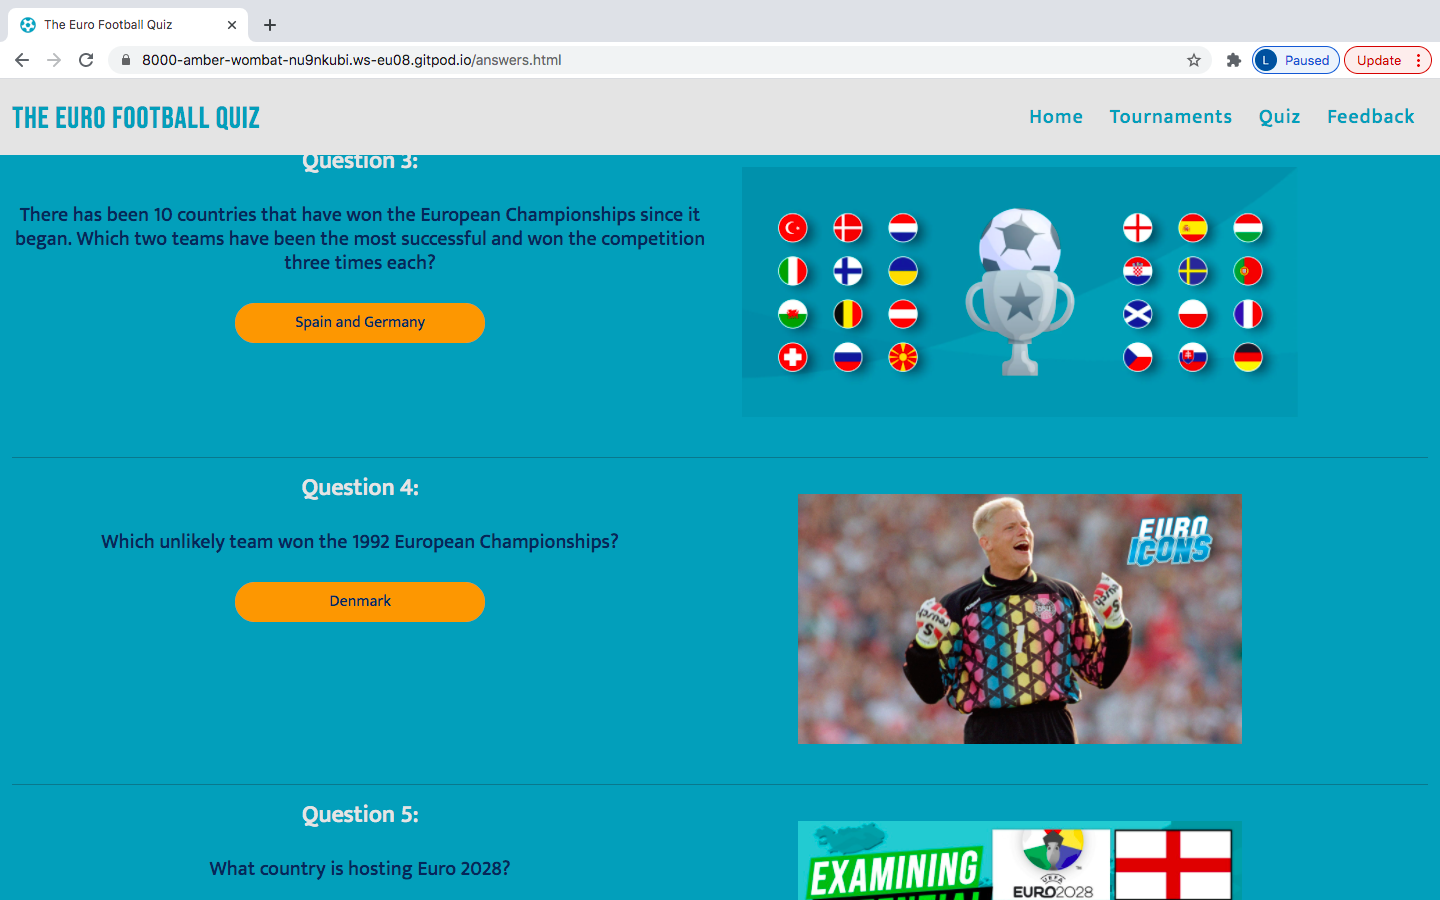 The Euro Football Quiz
8000-amber-wombat-nu9nkubi.ws-eu08.gitpod.io/answers.html
L Paused
Update
THE EURO FOOTBALL QUIZ
Home Tournaments Quiz Feedback
Question 3:
There has been 10 countries that have won the European Championships since it
began. Which two teams have been the most successful and won the competition
three times each?
Spain and Germany
Question 4:
Which unlikely team won the 1992 European Championships?
Denmark
EURO
ICONS
reusch
reusch
1
Question 5:
What country is hosting Euro 2028?
EXAMINING
UEFA
EURO2028